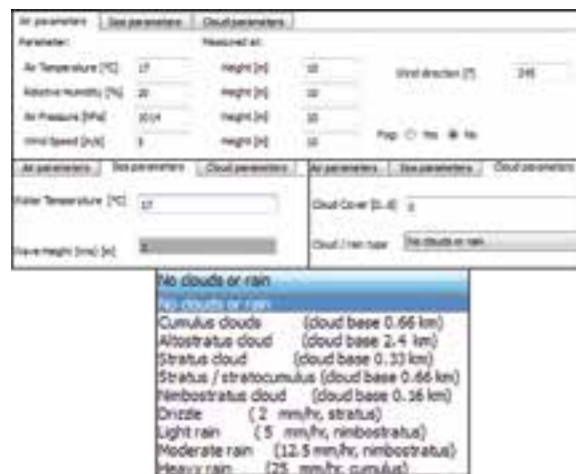 Air parameters Sea parameters Cloud parameters
Parameter: Measured at:
Air Temperature [°C] 17 Height [m] 10 Wind direction [°]
Relative Humidity [%] Height [m] 10
Air Pressure [hPa] 1014 Height [m] 10
Wind Speed [m/s] Height [m] 10 Fog: Yes No
Air parameters Sea parameters Cloud parameters
Water Temperature [°C] 17
Wave Height (rms) [m]
Air parameters Sea parameters Cloud parameters
Cloud Cover [0..8]
Cloud / rain type No clouds or rain
No clouds or rain
No clouds or rain
Cumulus clouds (cloud base 0.66 km)
Altostratus cloud (cloud base 2.4 km)
Stratus cloud (cloud base 0.33 km)
Stratus / stratocumulus (cloud base 0.66 km)
Nimbostratus cloud (cloud base 0.16 km)
Drizzle ( 2 mm/hr, stratus)
Light rain ( 5 mm/hr, nimbostratus)
Moderate rain (12.5 mm/hr, nimbostratus)
Heavy rain (25 mm/hr, cumulus)